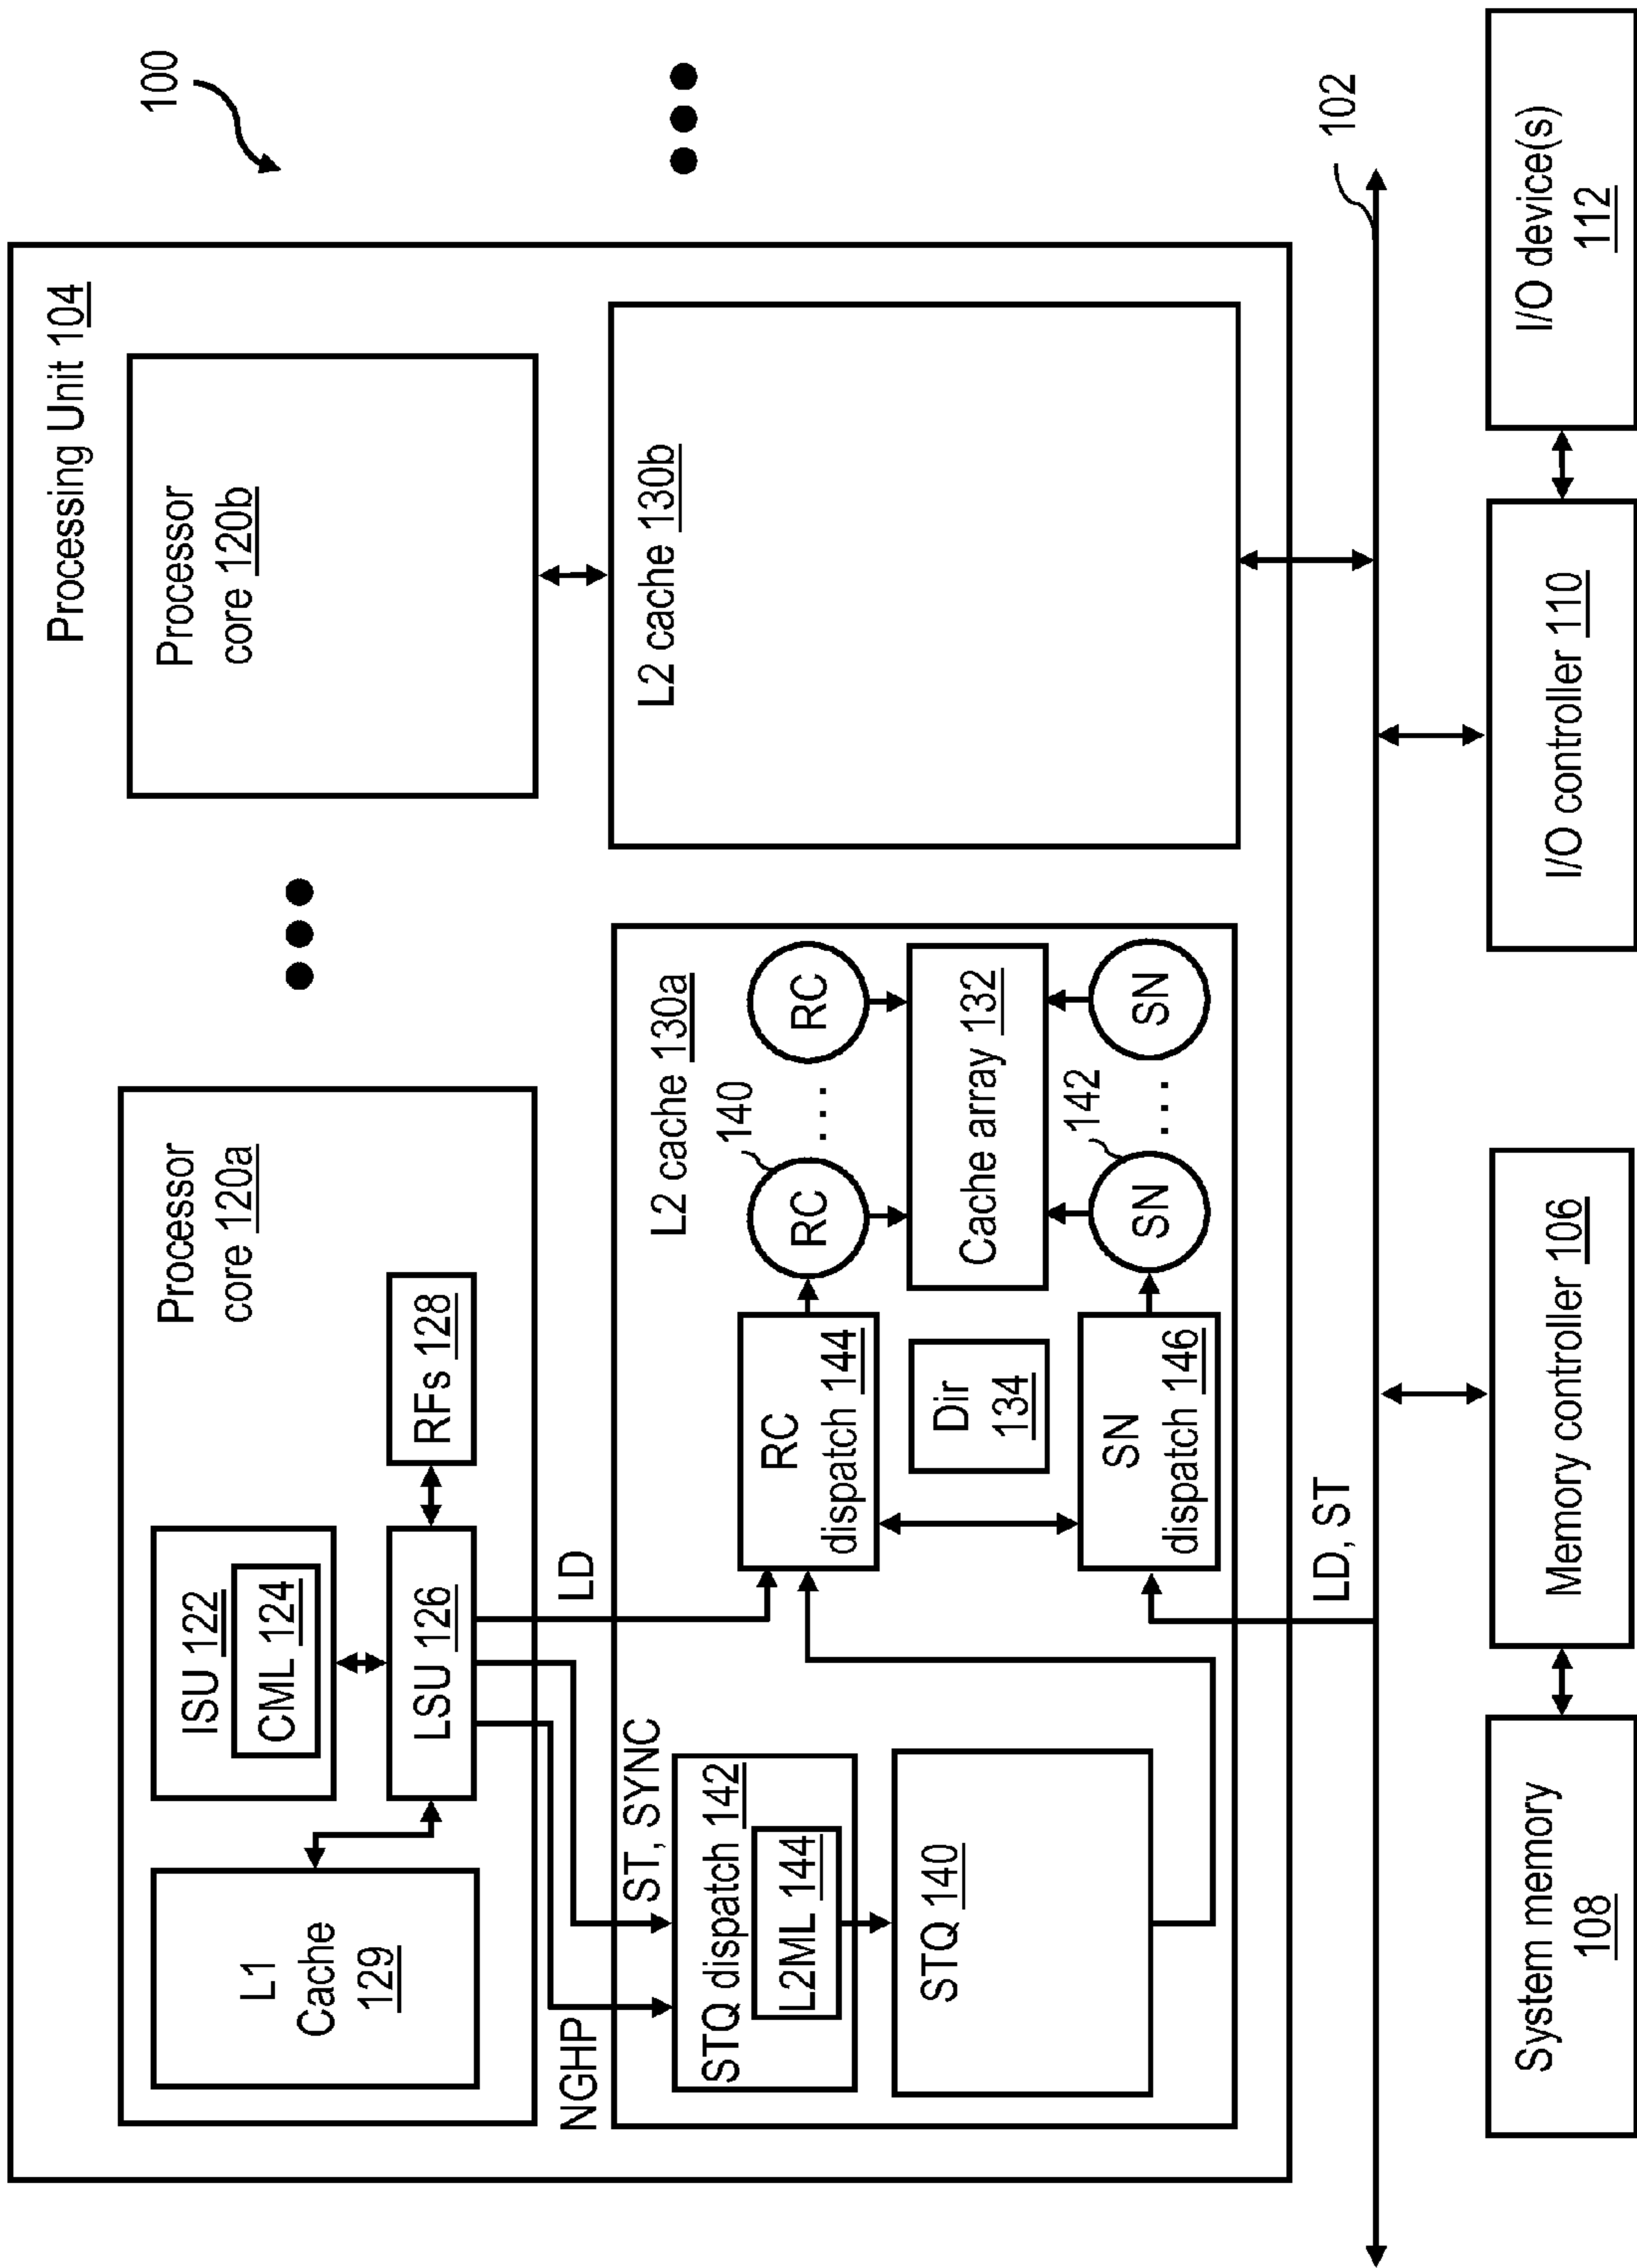 100
Processing Unit 104
Processor
core 120a
ISU 122
CML 124
L1
Cache
129
LSU 126
RFs 128
Processor
core 120b
NGHP
ST, SYNC
LD
L2 cache 130a
STQ dispatch 142
L2ML 144
STQ 140
RC
dispatch 144
140
RC
...
RC
Dir
134
Cache array 132
SN
dispatch 146
142
SN
...
SN
L2 cache 130b
LD, ST
102
System memory
108
Memory controller 106
I/O controller 110
I/O device(s)
112